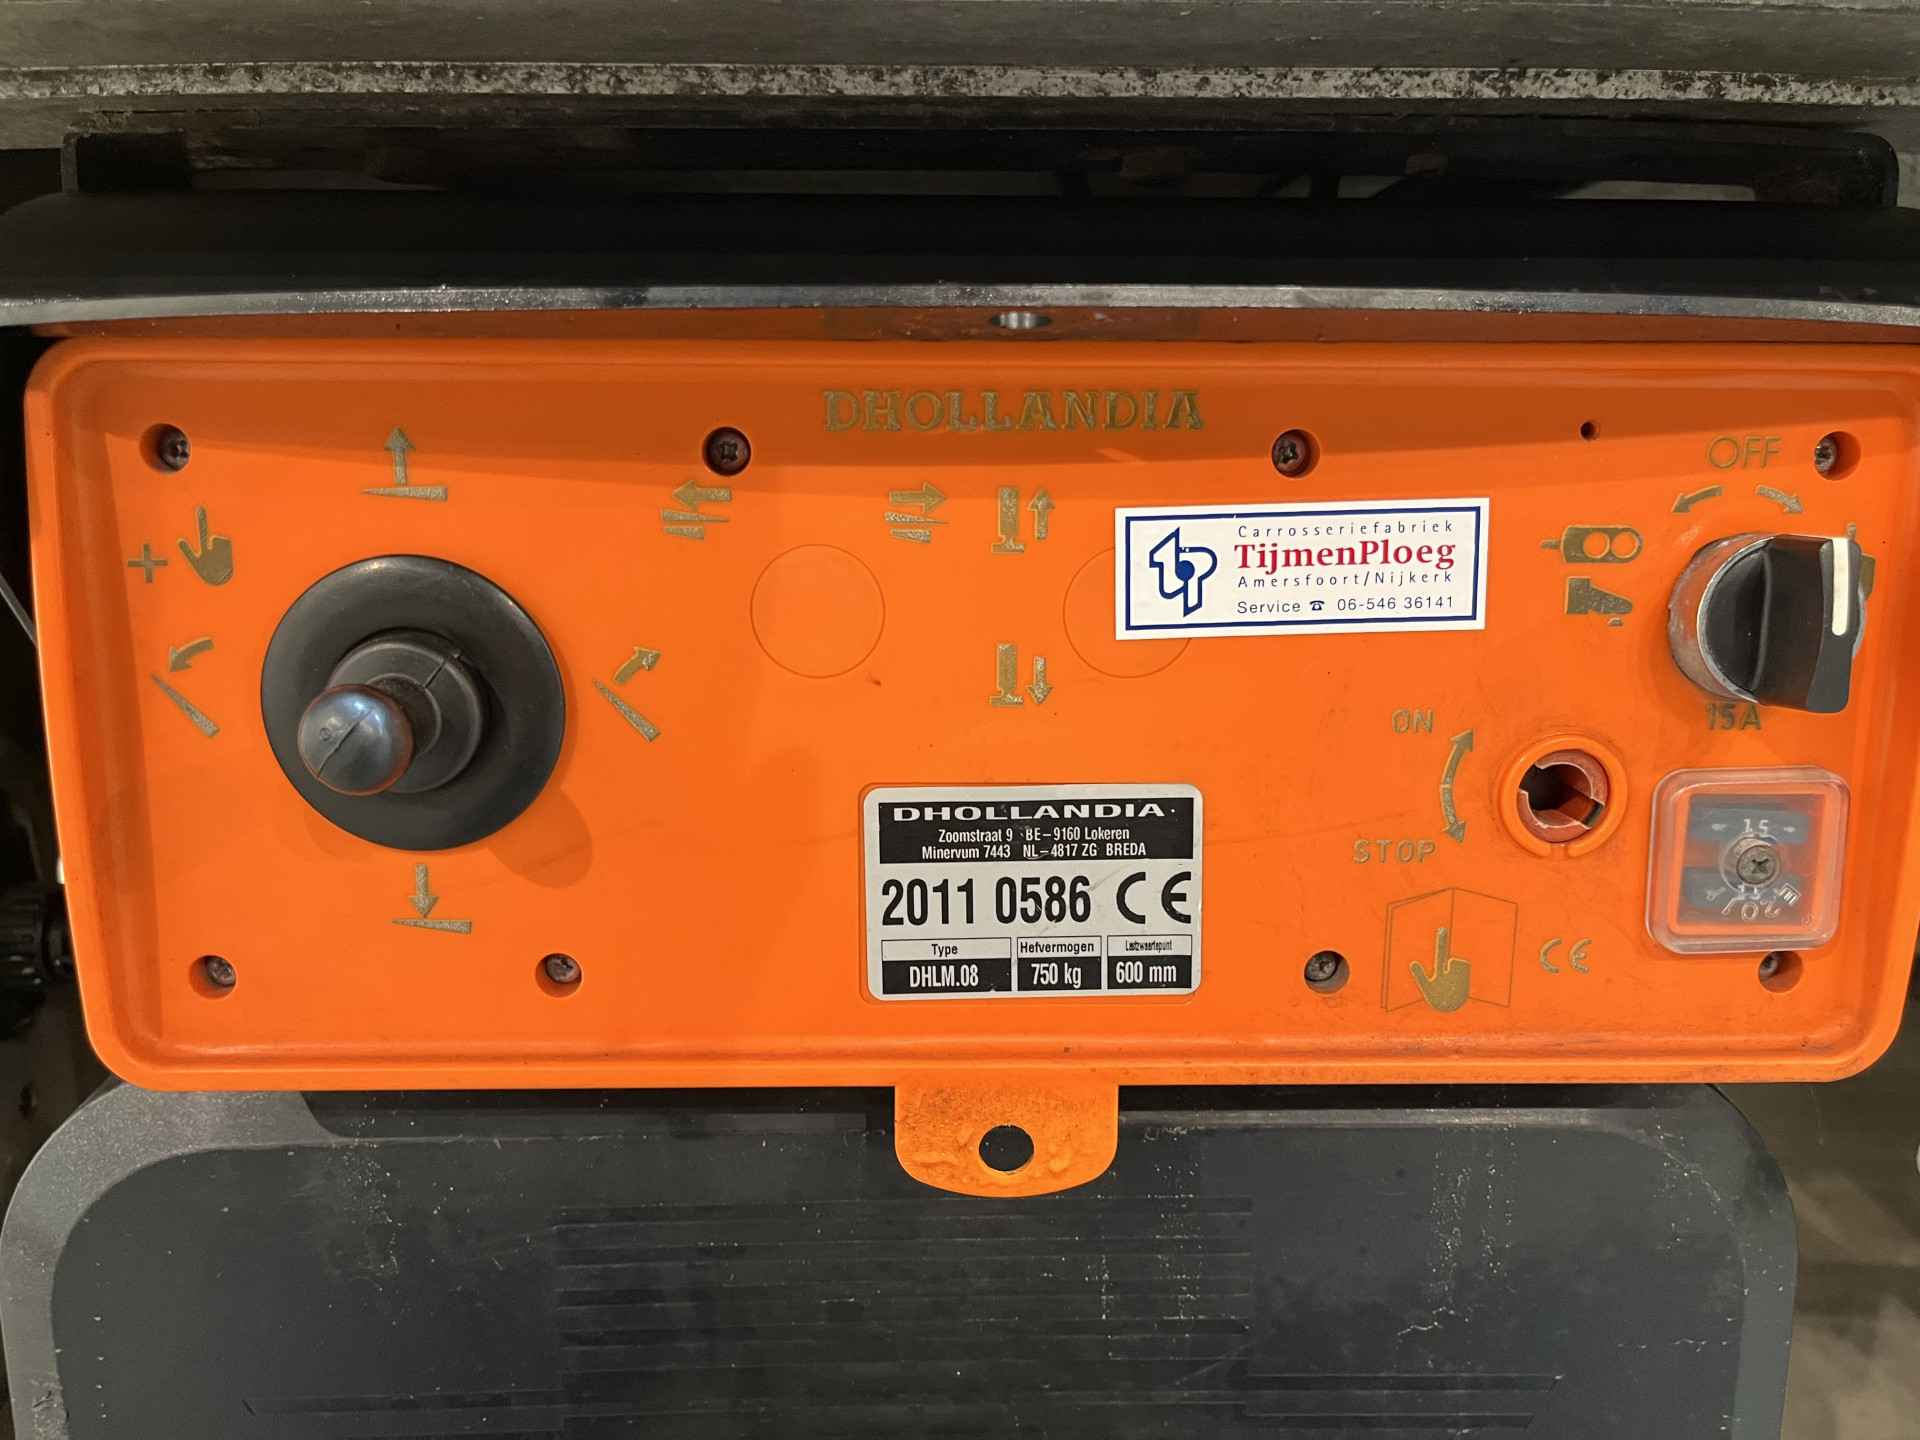 DHOLLANDIA
OFF
Carrosseriefabriek
TijmenPloeg
Amersfoort/Nijkerk
Service ☎ 06-546 36141
15A
ON
STOP
CE
15
DHOLLANDIA
Zoomstraat 9 BE-9160 Lokeren
Minervum 7443 NL-4817 ZG BREDA
2011 0586 CE
Type Hefvermogen Lastzwaartepunt
DHLM.08 750 kg 600 mm